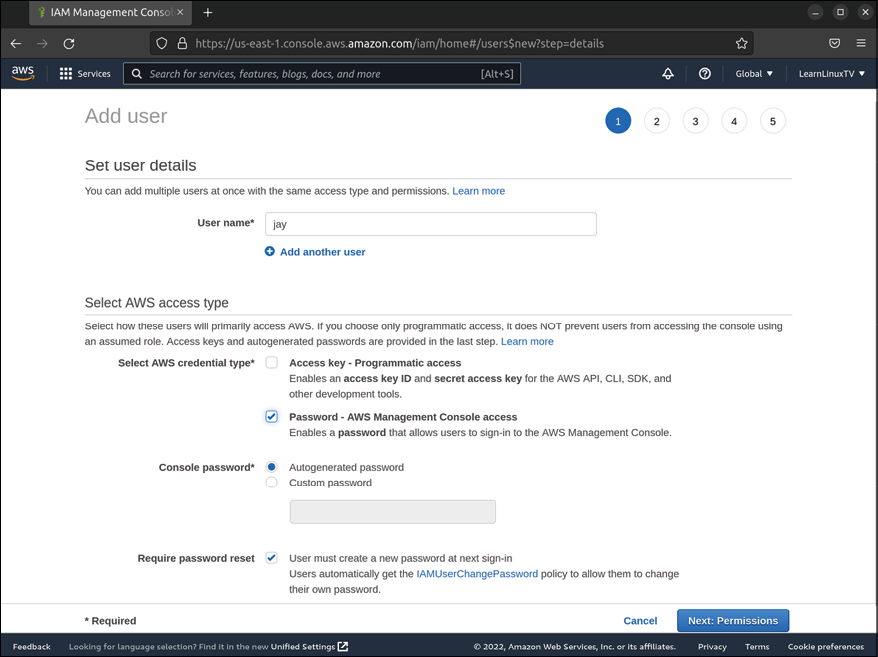 IAM Management Consol
https://us-east-1.console.aws.amazon.com/iam/home#/users$new?step=details
aws
Services
Search for services, features, blogs, docs, and more
[Alt+S]
Global
LearnLinuxTV
Add user
1 2 3 4 5
Set user details
You can add multiple users at once with the same access type and permissions. Learn more
User name* jay
Add another user
Select AWS access type
Select how these users will primarily access AWS. If you choose only programmatic access, it does NOT prevent users from accessing the console using
an assumed role. Access keys and autogenerated passwords are provided in the last step. Learn more
Select AWS credential type* Access key - Programmatic access
Enables an access key ID and secret access key for the AWS API, CLI, SDK, and
other development tools.
Password - AWS Management Console access
Enables a password that allows users to sign-in to the AWS Management Console.
Console password* Autogenerated password
Custom password
Require password reset User must create a new password at next sign-in
Users automatically get the IAMUserChangePassword policy to allow them to change
their own password.
* Required Cancel Next: Permissions
Feedback Looking for language selection? Find it in the new Unified Settings © 2022, Amazon Web Services, Inc. or its affiliates. Privacy Terms Cookie preferences